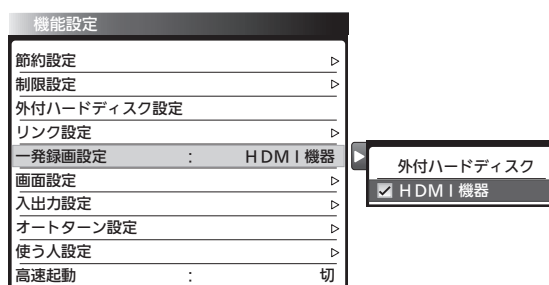 機能設定
節約設定
制限設定
外付ハードディスク設定
リンク設定
一発録画設定 : HDMI機器
画面設定
入出力設定
オートターン設定
使う人設定
高速起動 : 切
外付ハードディスク
HDMI機器